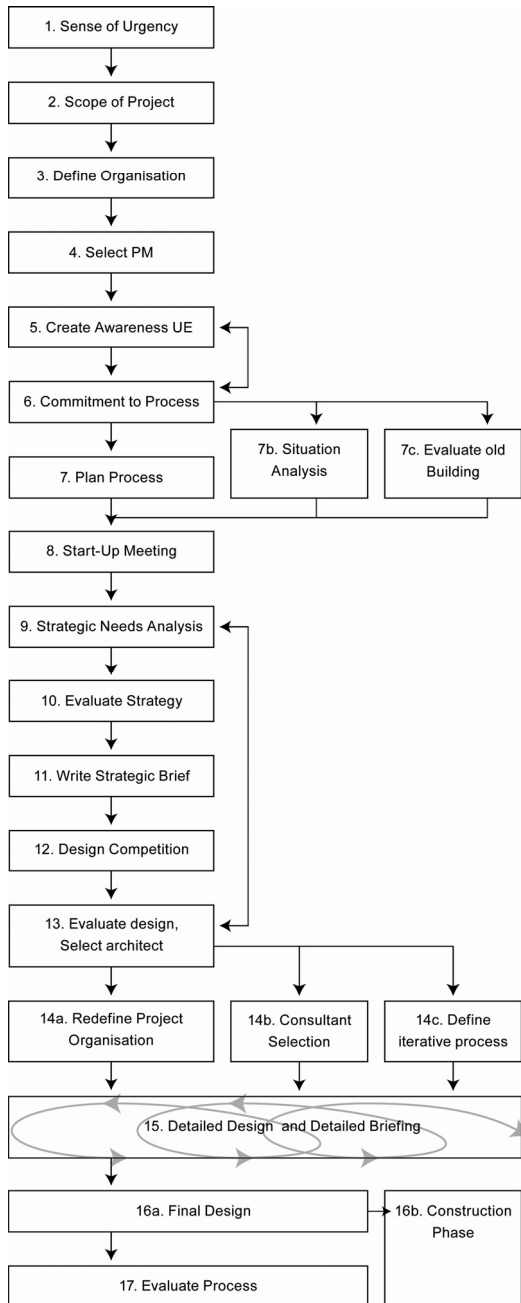 1. Sense of Urgency
2. Scope of Project
3. Define Organisation
4. Select PM
5. Create Awareness UE
6. Commitment to Process
7. Plan Process
7b. Situation
Analysis
7c. Evaluate old
Building
8. Start-Up Meeting
9. Strategic Needs Analysis
10. Evaluate Strategy
11. Write Strategic Brief
12. Design Competition
13. Evaluate design,
Select architect
14a. Redefine Project
Organisation
14b. Consultant
Selection
14c. Define
iterative process
15. Detailed Design and Detailed Briefing
16a. Final Design
16b. Construction
Phase
17. Evaluate Process